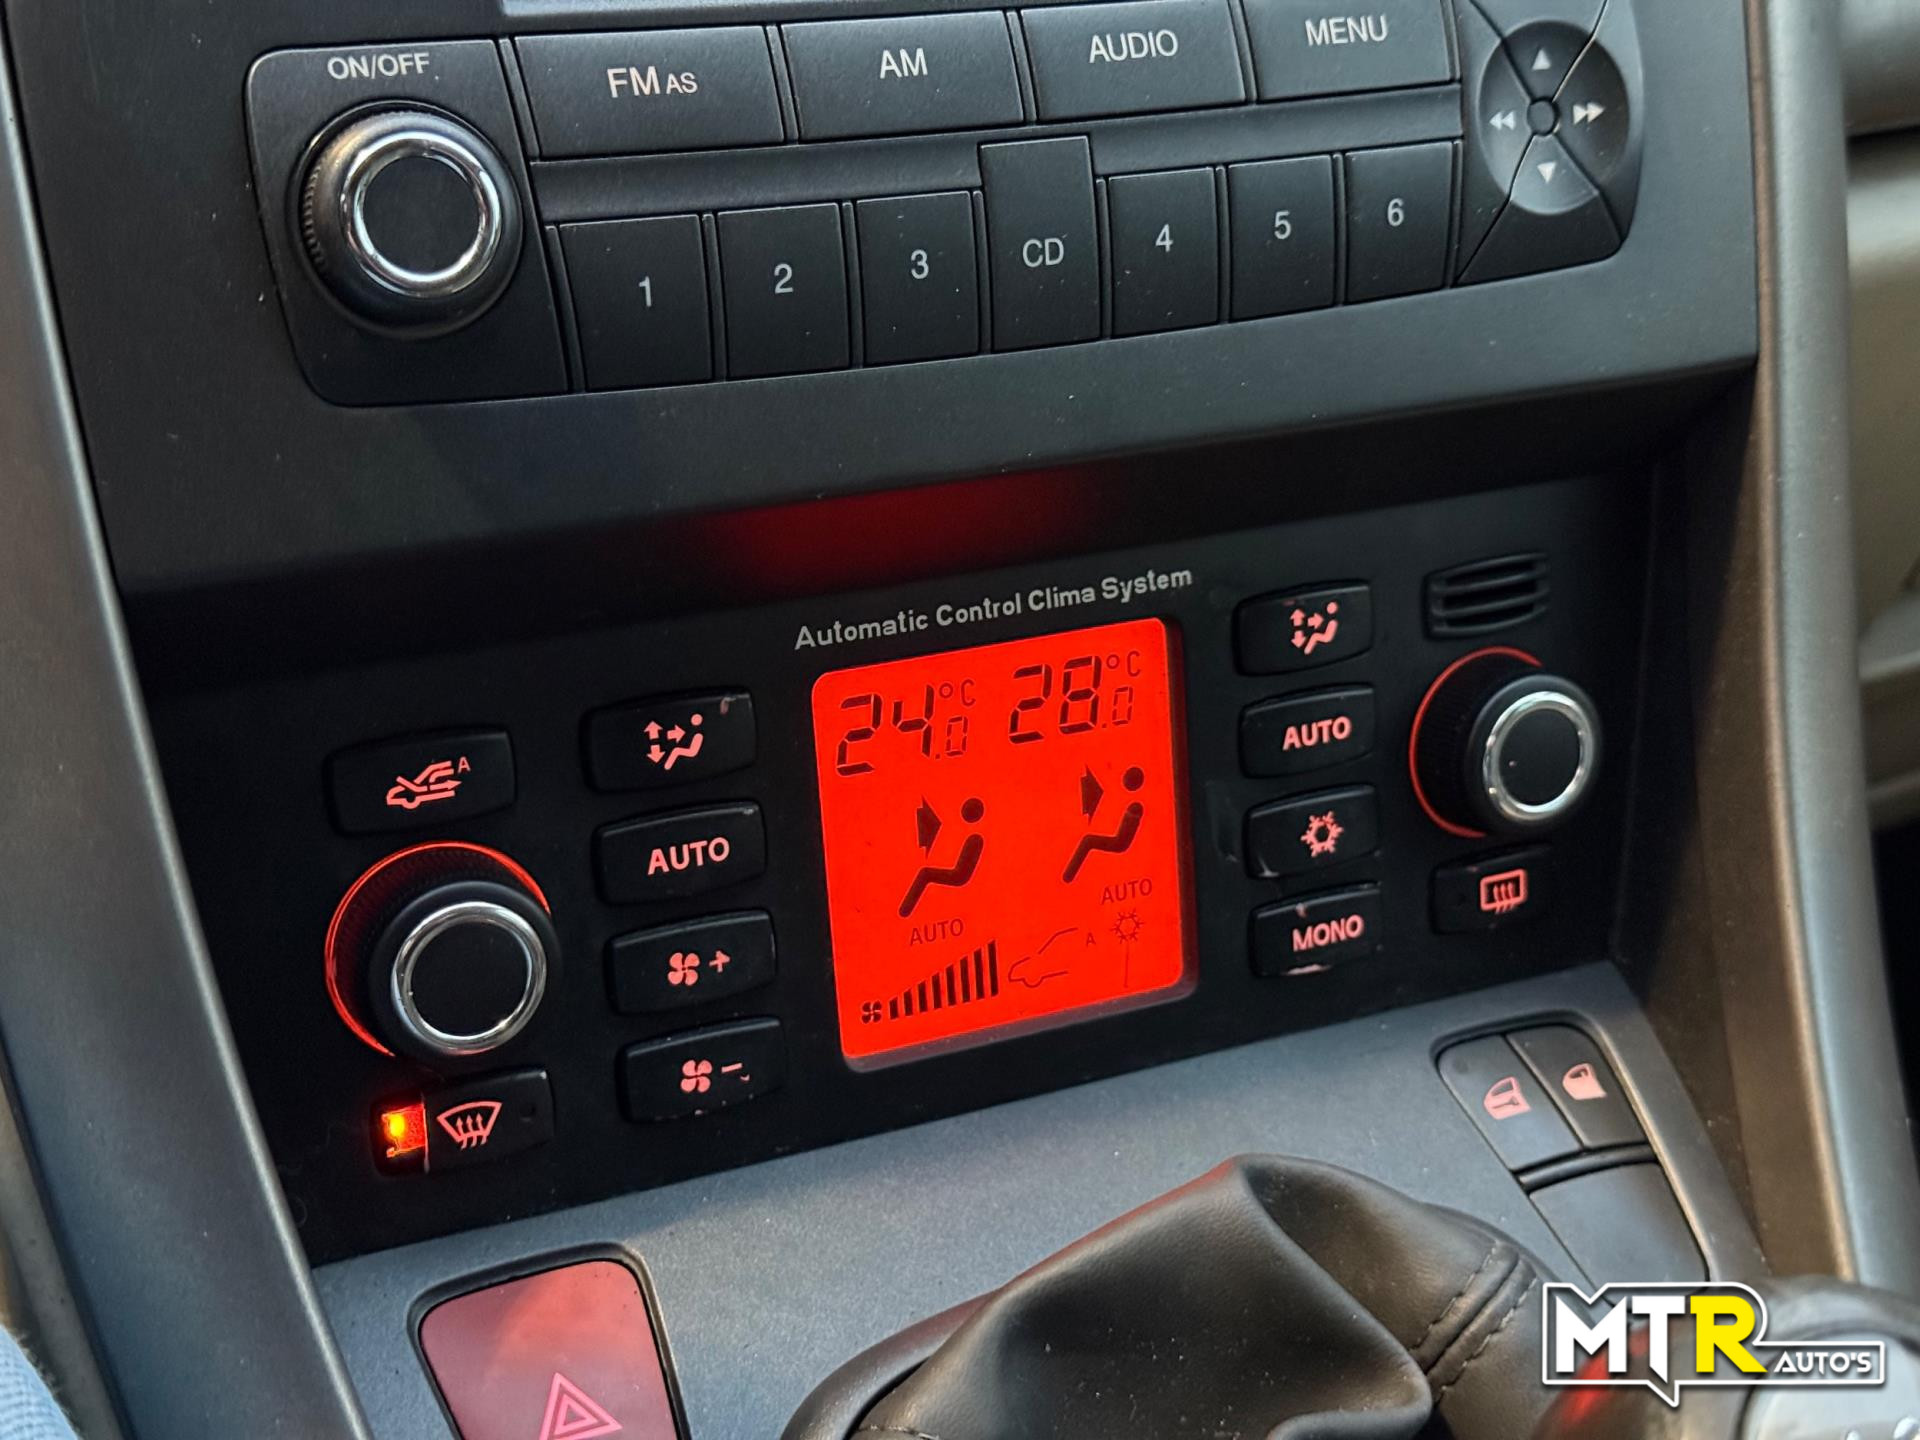 ON/OFF
FM AS
AM
AUDIO
MENU
1
2
3
CD
4
5
6
Automatic Control Clima System
24.0°C 28.0°C
AUTO
AUTO
A
A
AUTO
AUTO
MONO
MTR AUTO'S